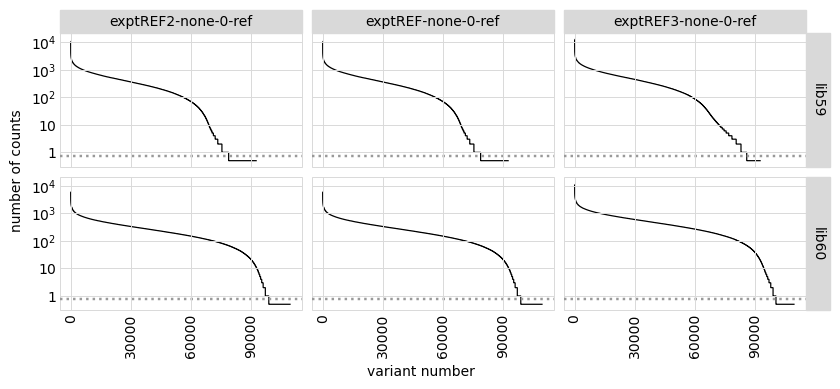 exptREF2-none-0-ref exptREF-none-0-ref exptREF3-none-0-ref
number of counts
10⁴
10³
10²
10
1
lib59
10⁴
10³
10²
10
1
lib60
0 30000 60000 90000 0 30000 60000 90000 0 30000 60000 90000
variant number